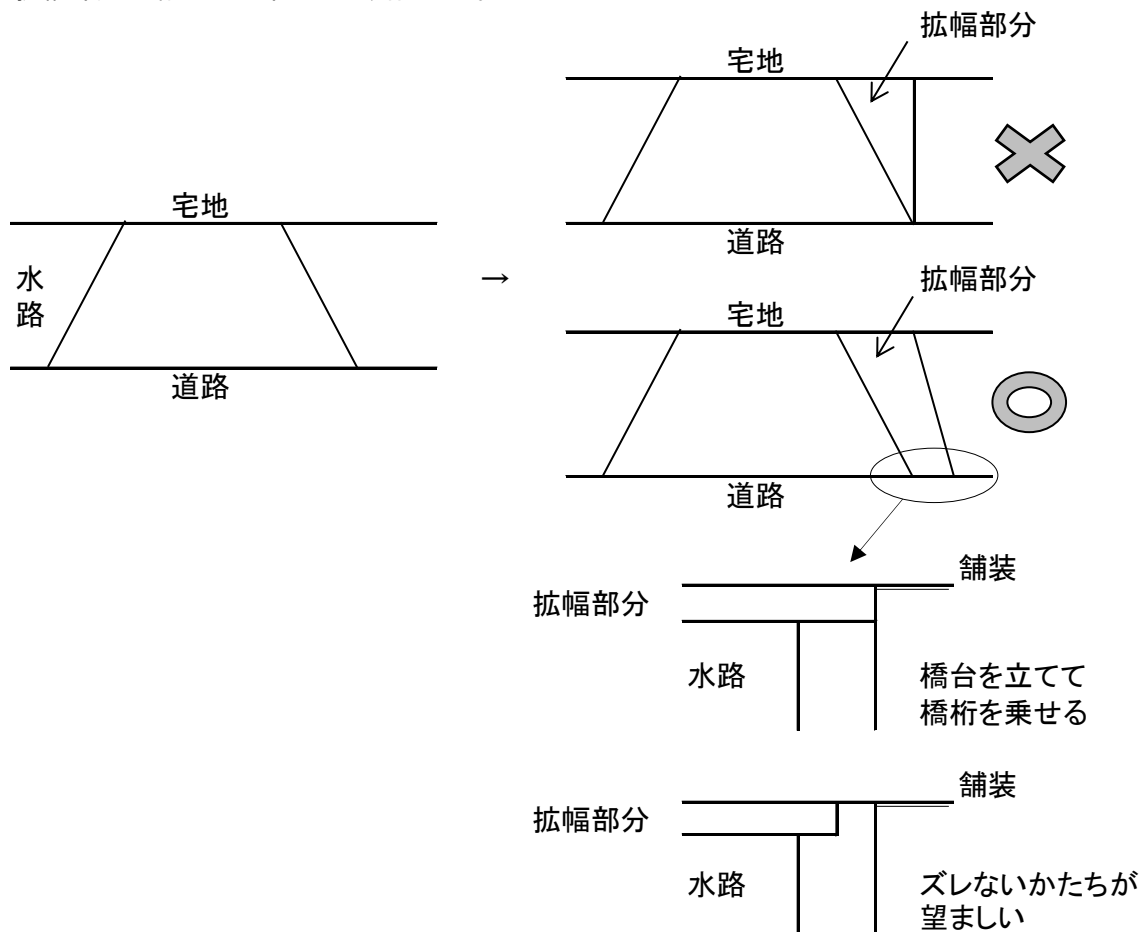 拡幅部分
宅地
道路
宅地
水路
道路
→
拡幅部分
宅地
道路
舗装
拡幅部分
水路
橋台を立てて
橋桁を乗せる
舗装
拡幅部分
水路
ズレないかたちが
望ましい